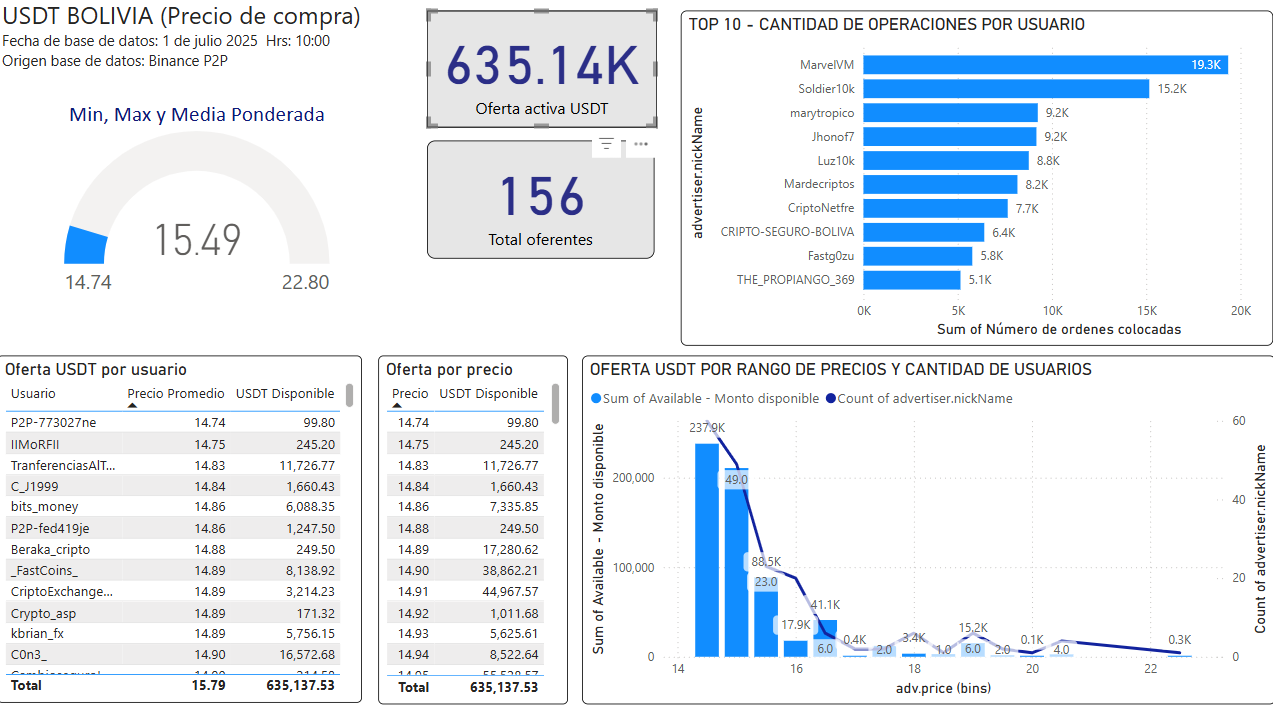 USDT BOLIVIA (Precio de compra)
Fecha de base de datos: 1 de julio 2025 Hrs: 10:00
Origen base de datos: Binance P2P
Min, Max y Media Ponderada
15.49
14.74
22.80
635.14K
Oferta activa USDT
156
Total oferentes
TOP 10 - CANTIDAD DE OPERACIONES POR USUARIO
advertiser.nickName
MarvelVM 19.3K
Soldier10k 15.2K
marytropico 9.2K
Jhonof7 9.2K
Luz10k 8.8K
Mardecriptos 8.2K
CriptoNetfre 7.7K
CRIPTO-SEGURO-BOLIVA 6.4K
Fastg0zu 5.8K
THE_PROPIANGO_369 5.1K
0K 5K 10K 15K 20K
Sum of Número de ordenes colocadas
Oferta USDT por usuario
Usuario Precio Promedio USDT Disponible
P2P-773027ne 14.74 99.80
IIMoRFII 14.75 245.20
TranferenciasAlT... 14.83 11,726.77
C_J1999 14.84 1,660.43
bits_money 14.86 6,088.35
P2P-fed419je 14.86 1,247.50
Beraka_cripto 14.88 249.50
_FastCoins_ 14.89 8,138.92
CriptoExchange... 14.89 3,214.23
Crypto_asp 14.89 171.32
kbrian_fx 14.89 5,756.15
C0n3_ 14.90 16,572.68
Total 15.79 635,137.53
Oferta por precio
Precio USDT Disponible
14.74 99.80
14.75 245.20
14.83 11,726.77
14.84 1,660.43
14.86 7,335.85
14.88 249.50
14.89 17,280.62
14.90 38,862.21
14.91 44,967.57
14.92 1,011.68
14.93 5,625.61
14.94 8,522.64
Total 635,137.53
OFERTA USDT POR RANGO DE PRECIOS Y CANTIDAD DE USUARIOS
Sum of Available - Monto disponible Count of advertiser.nickName
Sum of Available - Monto disponible
200,000
100,000
0
237.9K
49.0
88.5K
23.0
17.9K
41.1K
6.0
0.4K
2.0
3.4K
1.0
15.2K
6.0
2.0
0.1K
4.0
0.3K
60
40
20
0
Count of advertiser.nickName
14 16 18 20 22
adv.price (bins)